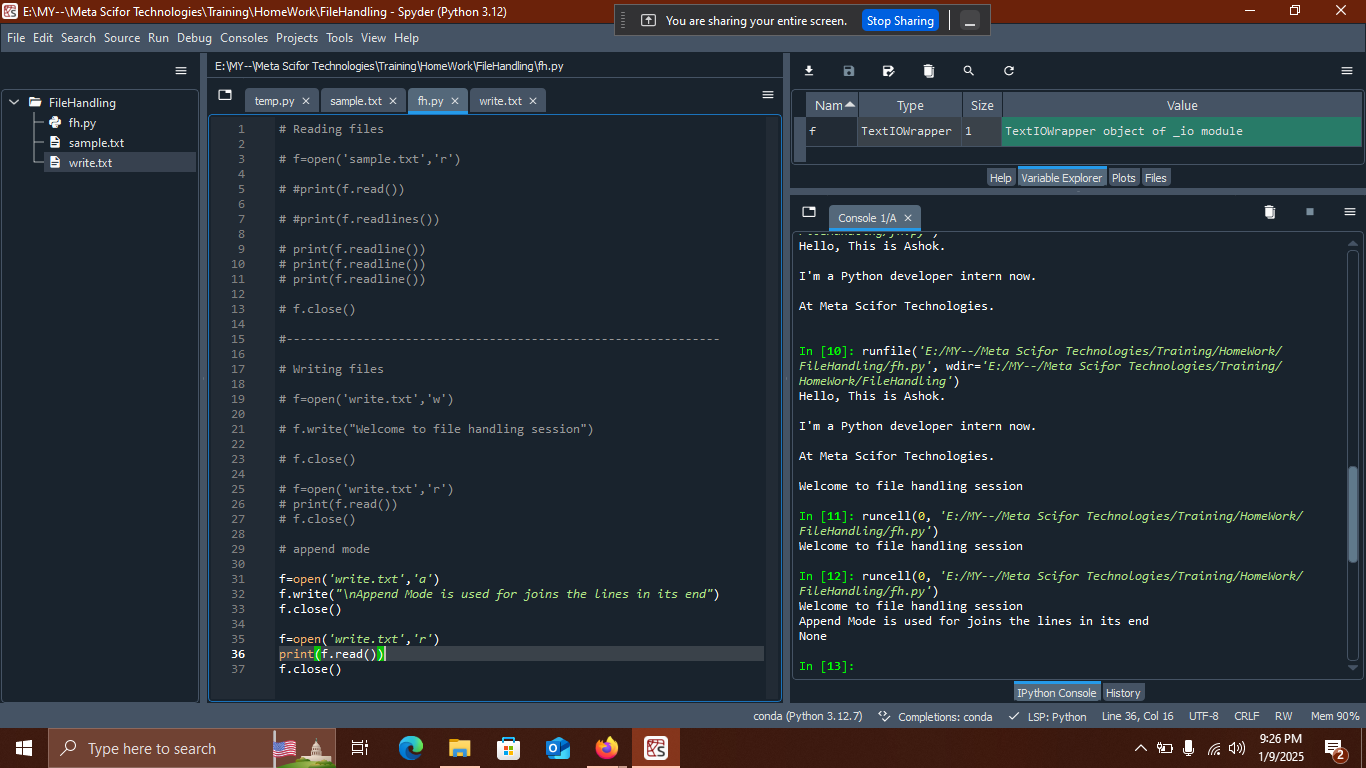 E:\MY--\Meta Scifor Technologies\Training\HomeWork\FileHandling - Spyder (Python 3.12)
You are sharing your entire screen. Stop Sharing
File Edit Search Source Run Debug Consoles Projects Tools View Help
FileHandling
fh.py
sample.txt
write.txt
E:\MY--\Meta Scifor Technologies\Training\HomeWork\FileHandling\fh.py
temp.py sample.txt fh.py write.txt
1 # Reading files
2
3 # f=open('sample.txt','r')
4
5 # #print(f.read())
6
7 # #print(f.readlines())
8
9 # print(f.readline())
10 # print(f.readline())
11 # print(f.readline())
12
13 # f.close()
14
15 #--------------------------------------------------------------
16
17 # Writing files
18
19 # f=open('write.txt','w')
20
21 # f.write("Welcome to file handling session")
22
23 # f.close()
24
25 # f=open('write.txt','r')
26 # print(f.read())
27 # f.close()
28
29 # append mode
30
31 f=open('write.txt','a')
32 f.write("\nAppend Mode is used for joins the lines in its end")
33 f.close()
34
35 f=open('write.txt','r')
36 print(f.read())
37 f.close()
Nam Type Size Value
f TextIOWrapper 1 TextIOWrapper object of _io module
Help Variable Explorer Plots Files
Console 1/A
FileHandling/fh.py')
Hello, This is Ashok.
I'm a Python developer intern now.
At Meta Scifor Technologies.
In [10]: runfile('E:/MY--/Meta Scifor Technologies/Training/HomeWork/
FileHandling/fh.py', wdir='E:/MY--/Meta Scifor Technologies/Training/
HomeWork/FileHandling')
Hello, This is Ashok.
I'm a Python developer intern now.
At Meta Scifor Technologies.
Welcome to file handling session
In [11]: runcell(0, 'E:/MY--/Meta Scifor Technologies/Training/HomeWork/
FileHandling/fh.py')
Welcome to file handling session
In [12]: runcell(0, 'E:/MY--/Meta Scifor Technologies/Training/HomeWork/
FileHandling/fh.py')
Welcome to file handling session
Append Mode is used for joins the lines in its end
None
In [13]:
IPython Console History
conda (Python 3.12.7) Completions: conda LSP: Python Line 36, Col 16 UTF-8 CRLF RW Mem 90%
Type here to search
9:26 PM
1/9/2025
2